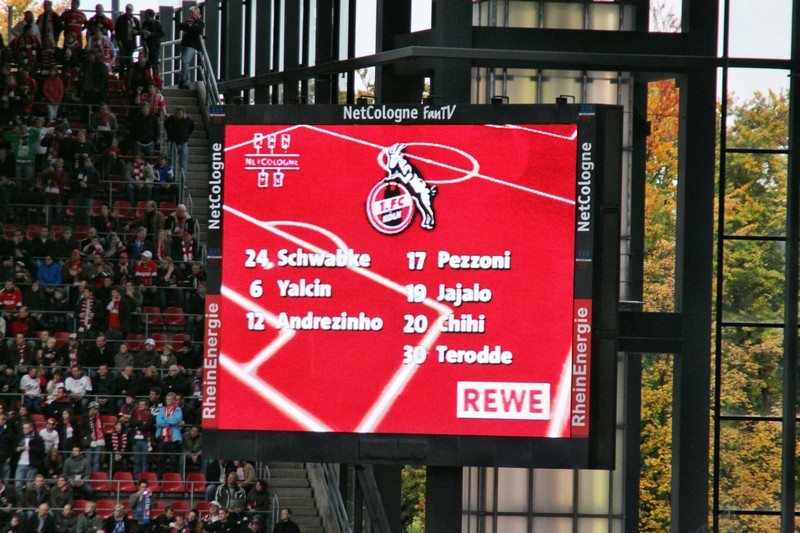 NetCologne FanTV
NetCologne
NetCologne
NETCOLOGNE
1. FC
KÖLN
24 Schwabke
6 Yalcin
12 Andrezinho
17 Pezzoni
19 Jajalo
20 Chihi
30 Terodde
REWE
RheinEnergie
RheinEnergie